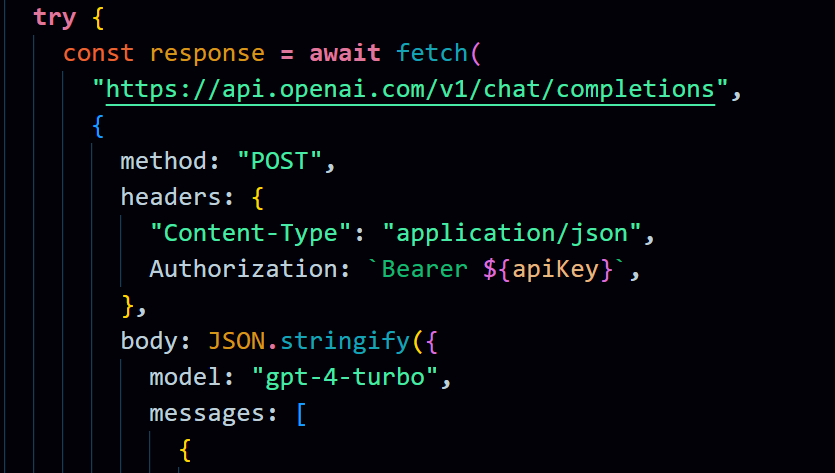 try {
const response = await fetch(
"https://api.openai.com/v1/chat/completions",
{
method: "POST",
headers: {
"Content-Type": "application/json",
Authorization: `Bearer ${apiKey}`,
},
body: JSON.stringify({
model: "gpt-4-turbo",
messages: [
{